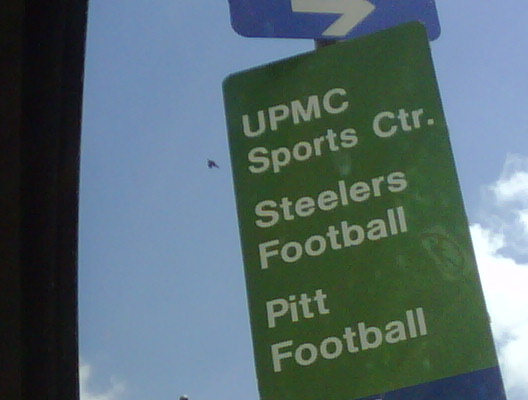 UPMC
Sports Ctr.
Steelers
Football
Pitt
Football